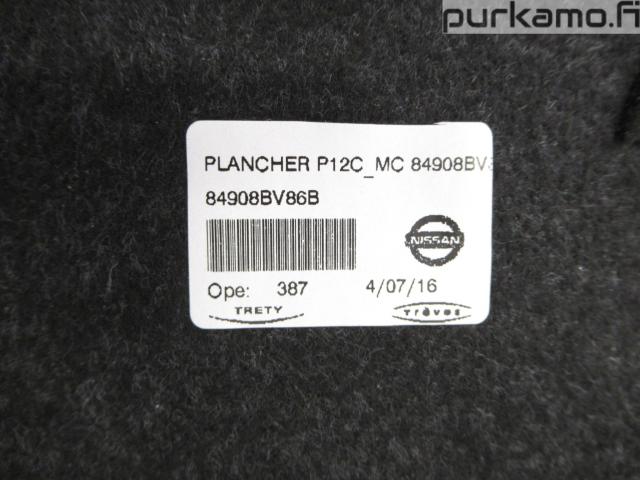 purkamo.fi
PLANCHER P12C_MC 84908BV
84908BV86B
NISSAN
Ope: 387 4/07/16
TRETY Trèves